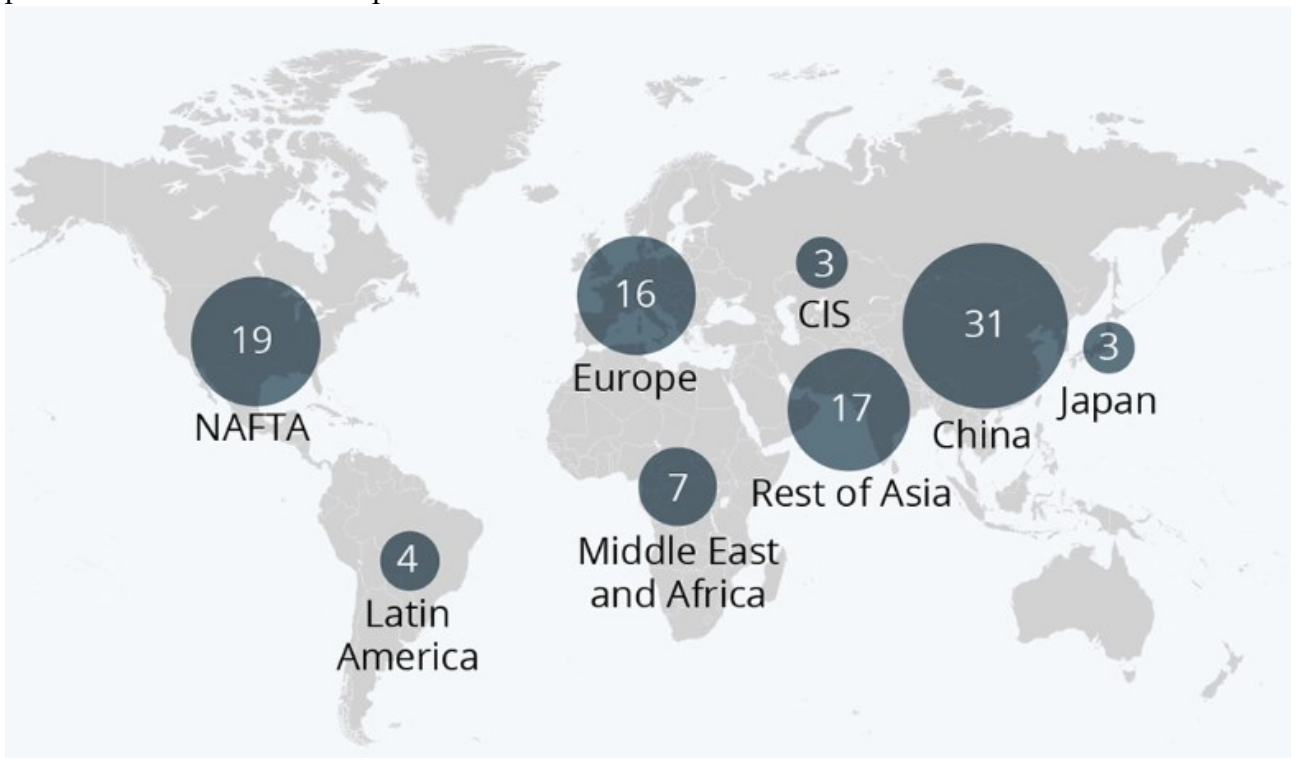 19
NAFTA
4
Latin
America
16
Europe
7
Middle East
and Africa
3
CIS
17
Rest of Asia
31
China
3
Japan